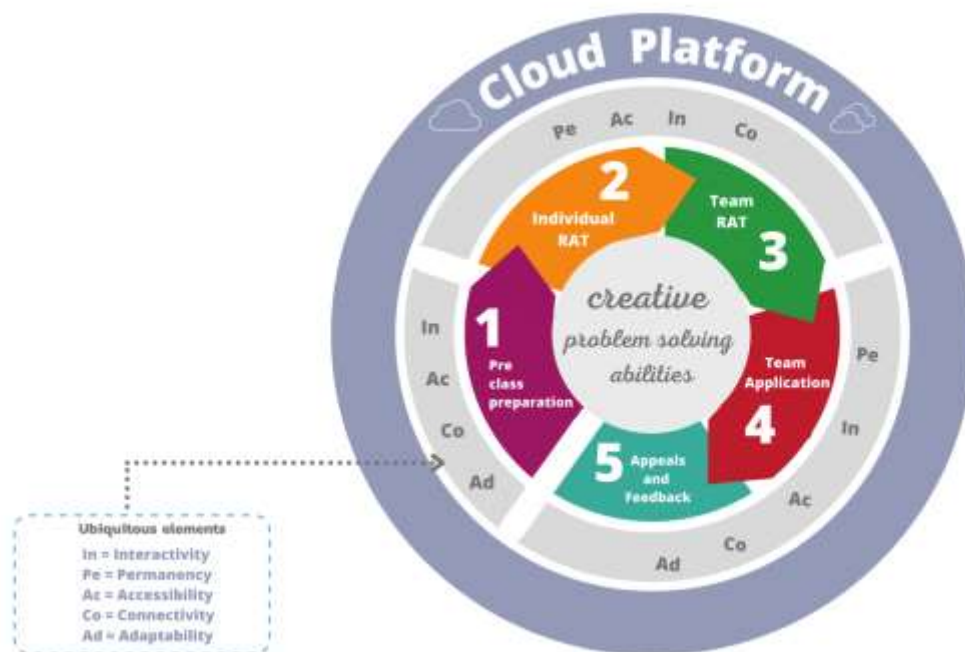 Cloud Platform
Pe
Ac
In
Co
2
Individual
RAT
Team
RAT
3
1
Pre
class
preparation
creative
problem solving
abilities
Team
Application
4
5
Appeals
and
Feedback
In
Ac
Co
Ad
Pe
In
Ac
Co
Ad
Ubiquitous elements
In = Interactivity
Pe = Permanency
Ac = Accessibility
Co = Connectivity
Ad = Adaptability